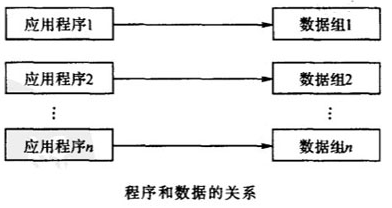 应用程序1 数据组1
应用程序2 数据组2
⋮ ⋮
应用程序n 数据组n
程序和数据的关系